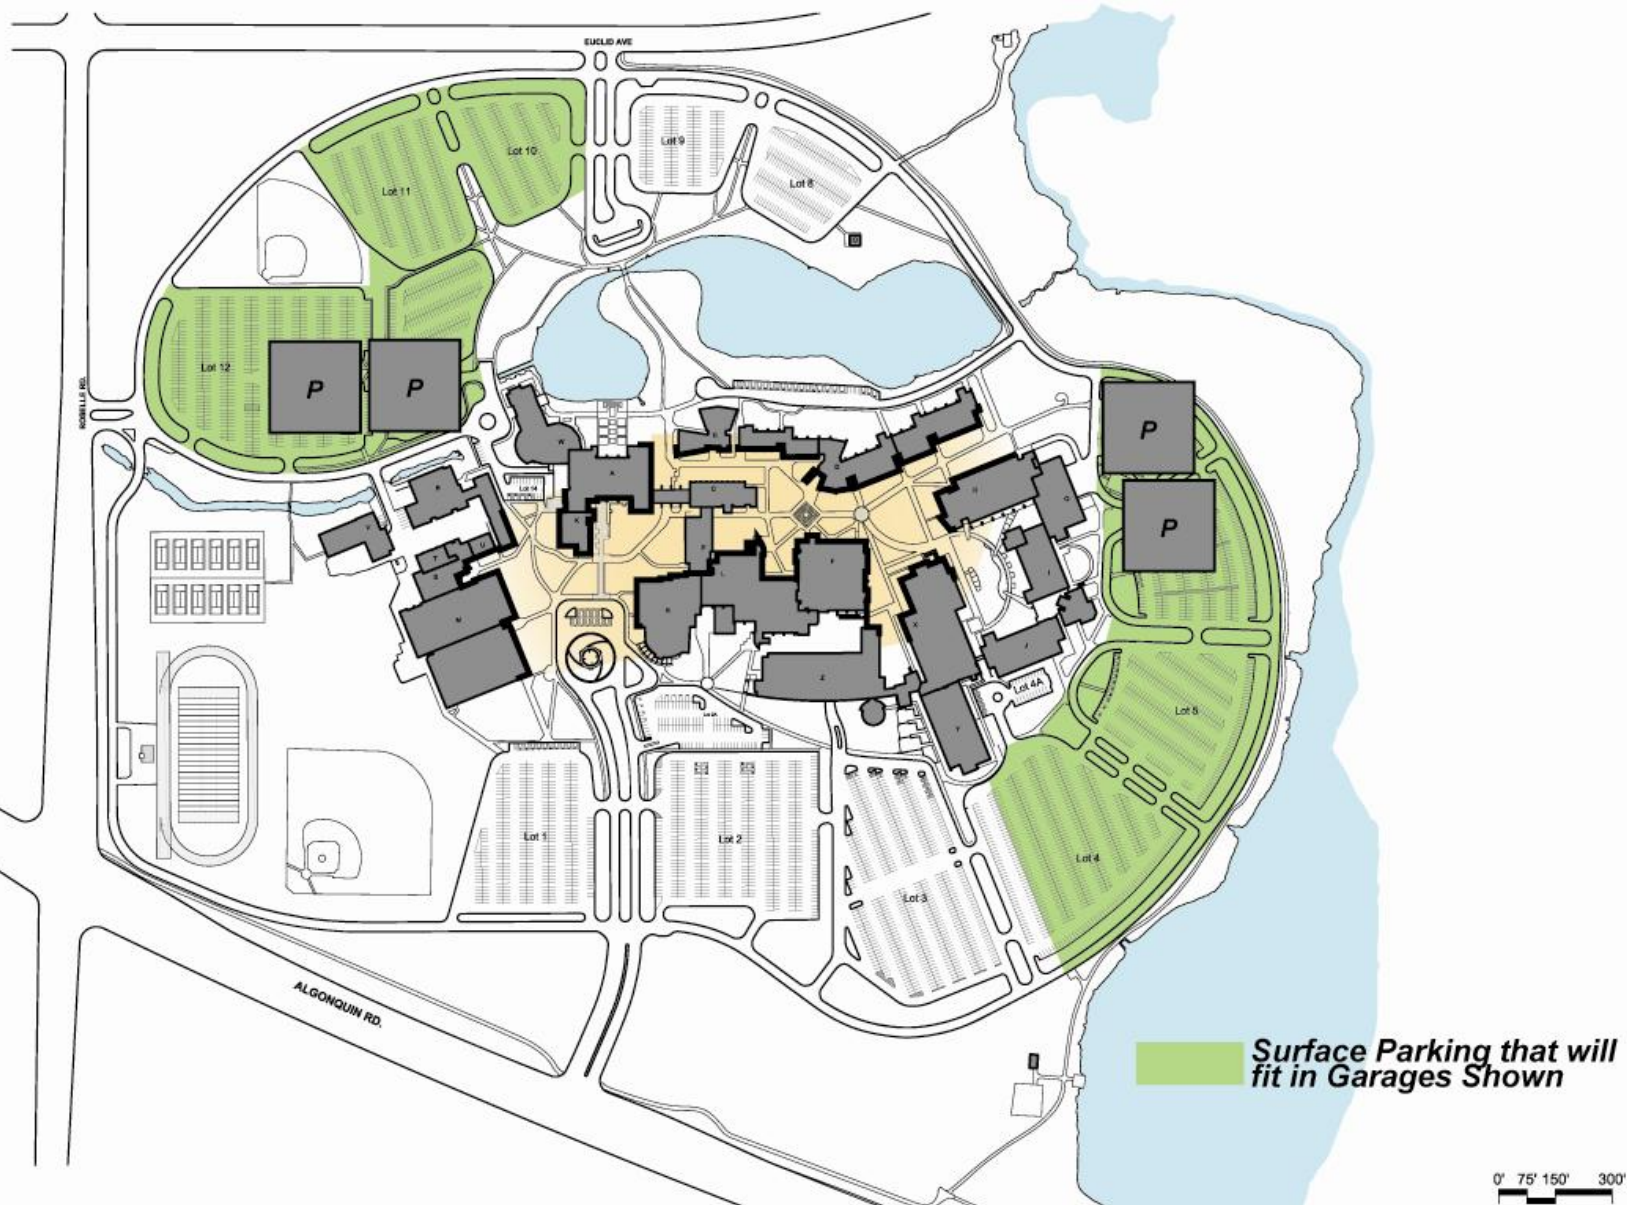 EUCLID AVE
Lot 9
Lot 10
Lot 8
Lot 11
Lot 12
P
P
ROSELLE RD.
P
W
A
Lot 14
P
Lot 4A
Lot 5
Lot 1
Lot 2
Lot 4
Lot 3
ALGONQUIN RD.
Surface Parking that will
fit in Garages Shown
0' 75' 150' 300'